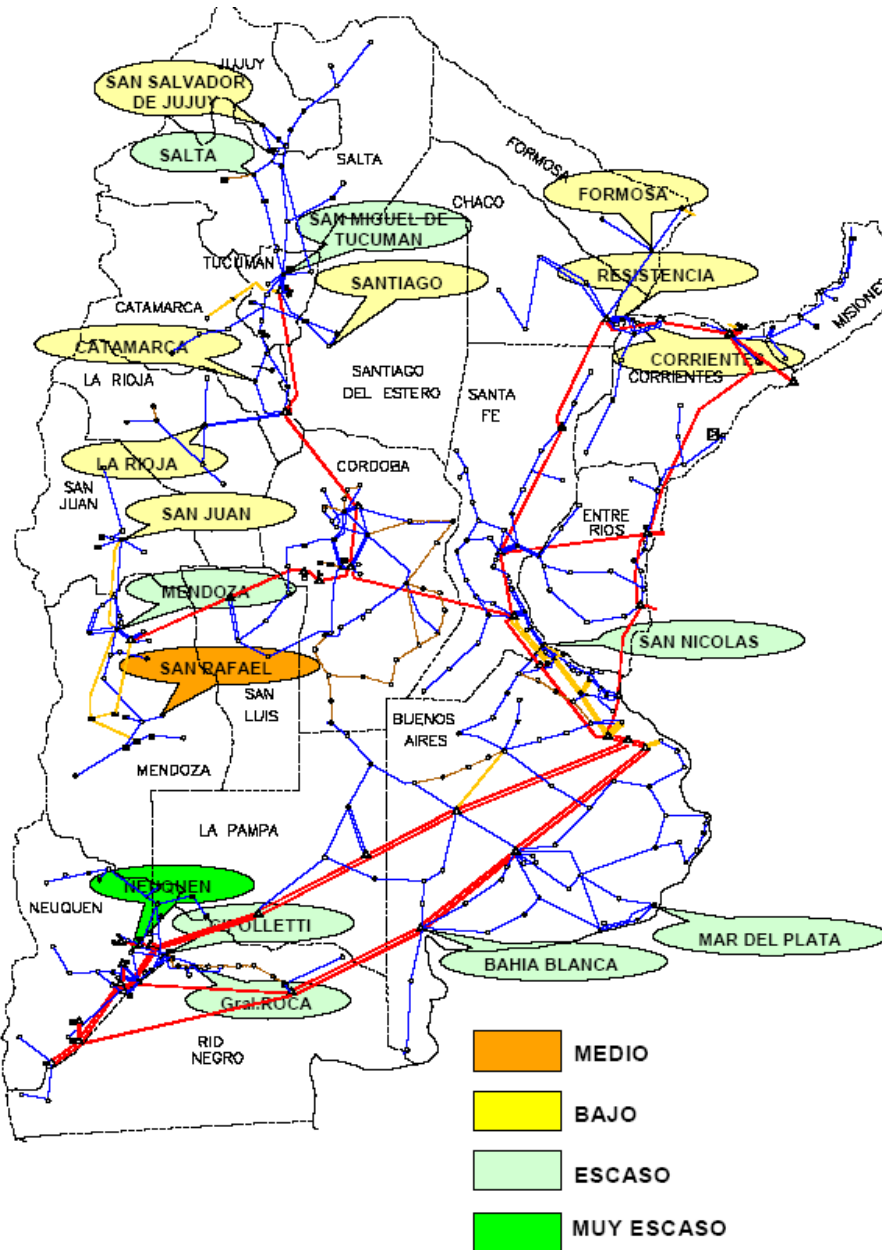 JUJUY
SAN SALVADOR
DE JUJUY
SALTA
SALTA
FORMOSA
CHACO
FORMOSA
SAN MIGUEL DE
TUCUMAN
TUCUMAN
SANTIAGO
RESISTENCIA
MISIONES
CATAMARCA
CATAMARCA
CORRIENTES
CORRIENTES
LA RIOJA
SANTIAGO
DEL ESTERO
SANTA
FE
LA RIOJA
CORDOBA
SAN
JUAN
SAN JUAN
ENTRE
RIOS
MENDOZA
SAN NICOLAS
SAN RAFAEL
SAN
LUIS
BUENOS
AIRES
MENDOZA
LA PAMPA
NEUQUEN
NEUQUEN
CIPOLLETTI
MAR DEL PLATA
BAHIA BLANCA
Gral.ROCA
RIO
NEGRO
MEDIO
BAJO
ESCASO
MUY ESCASO